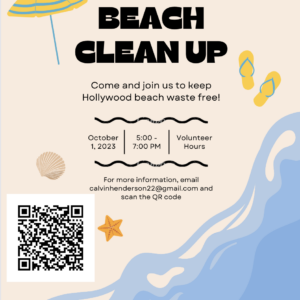 BEACH
CLEAN UP
Come and join us to keep
Hollywood beach waste free!
October
1, 2023
5:00 -
7:00 PM
Volunteer
Hours
For more information, email
calvinhenderson22@gmail.com and
scan the QR code